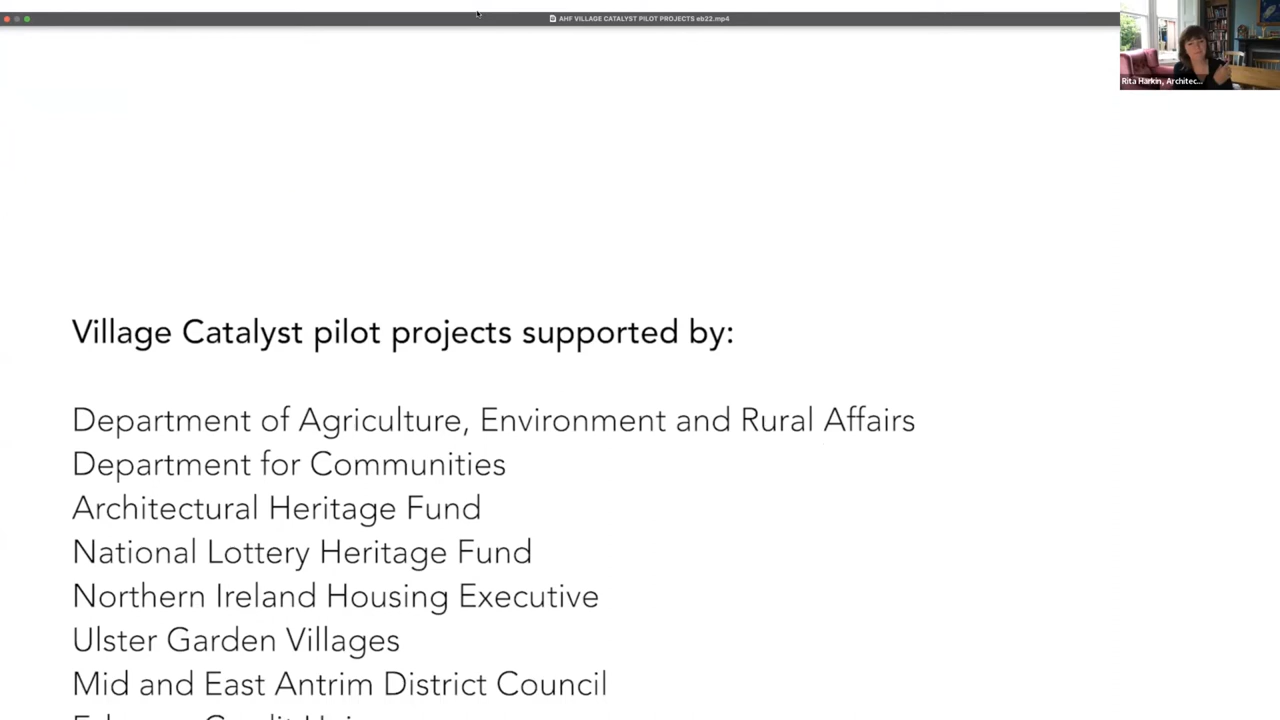 AHF VILLAGE CATALYST PILOT PROJECTS eb22.mp4
Rita Harkin, Architec...
Village Catalyst pilot projects supported by:
Department of Agriculture, Environment and Rural Affairs
Department for Communities
Architectural Heritage Fund
National Lottery Heritage Fund
Northern Ireland Housing Executive
Ulster Garden Villages
Mid and East Antrim District Council